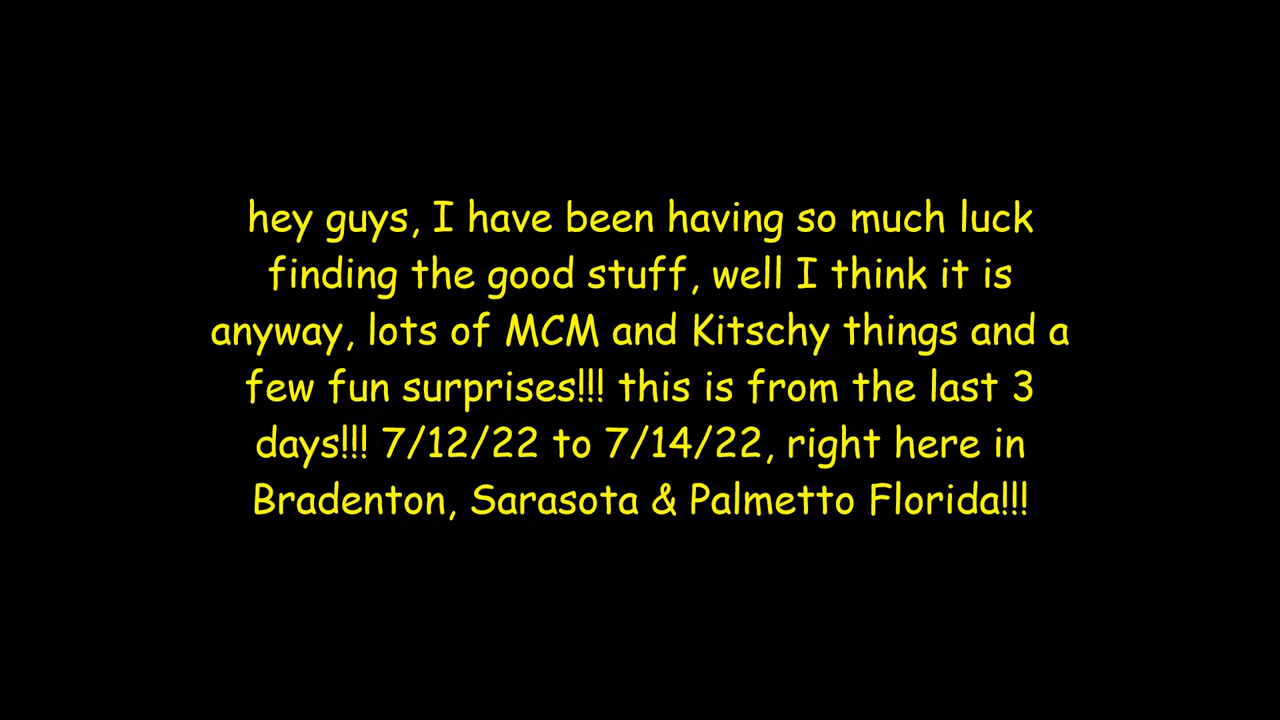 hey guys, I have been having so much luck
finding the good stuff, well I think it is
anyway, lots of MCM and Kitschy things and a
few fun surprises!!! this is from the last 3
days!!! 7/12/22 to 7/14/22, right here in
Bradenton, Sarasota & Palmetto Florida!!!